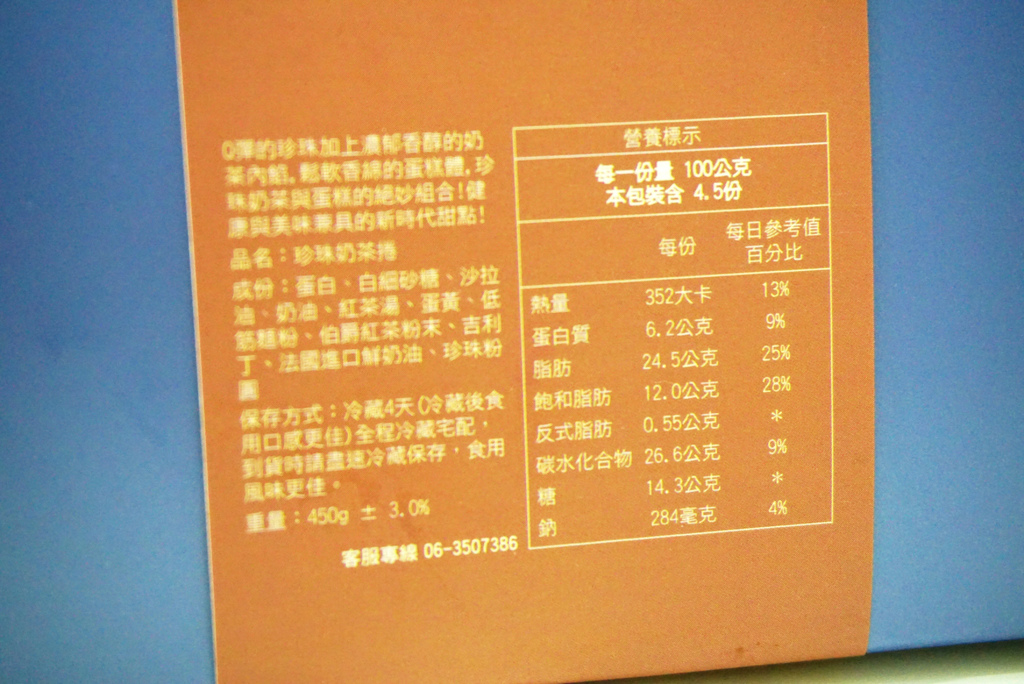 Q彈的珍珠加上濃郁香醇的奶
茶內餡,鬆軟香綿的蛋糕體,珍
珠奶茶與蛋糕的絕妙組合!健
康與美味兼具的新時代甜點!
品名：珍珠奶茶捲
成份：蛋白、白細砂糖、沙拉
油、奶油、紅茶湯、蛋黃、低
筋麵粉、伯爵紅茶粉末、吉利
丁、法國進口鮮奶油、珍珠粉
圓
保存方式：冷藏4天(冷藏後食
用口感更佳)全程冷藏宅配，
到貨時請盡速冷藏保存，食用
風味更佳。
重量：450g ± 3.0%
客服專線 06-3507386
營養標示
每一份量 100公克
本包裝含 4.5份
每份 每日參考值
百分比
熱量 352大卡 13%
蛋白質 6.2公克 9%
脂肪 24.5公克 25%
飽和脂肪 12.0公克 28%
反式脂肪 0.55公克 *
碳水化合物 26.6公克 9%
糖 14.3公克 *
鈉 284毫克 4%